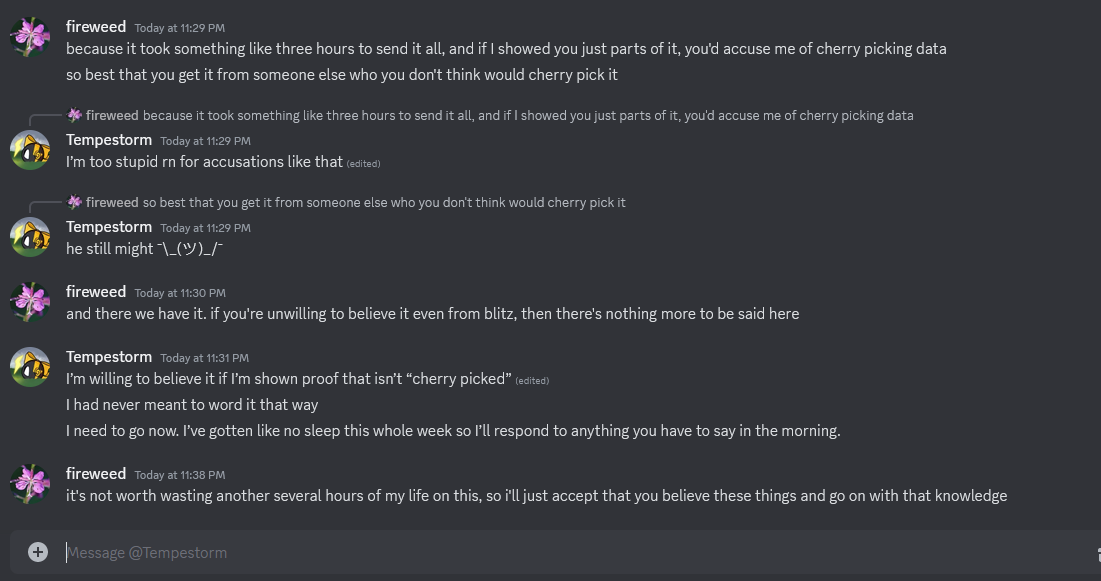 fireweed Today at 11:29 PM
because it took something like three hours to send it all, and if I showed you just parts of it, you'd accuse me of cherry picking data
so best that you get it from someone else who you don't think would cherry pick it
fireweed because it took something like three hours to send it all, and if I showed you just parts of it, you'd accuse me of cherry picking data
Tempestorm Today at 11:29 PM
I’m too stupid rn for accusations like that (edited)
fireweed so best that you get it from someone else who you don't think would cherry pick it
Tempestorm Today at 11:29 PM
he still might ¯\_(ツ)_/¯
fireweed Today at 11:30 PM
and there we have it. if you're unwilling to believe it even from blitz, then there's nothing more to be said here
Tempestorm Today at 11:31 PM
I’m willing to believe it if I’m shown proof that isn’t “cherry picked” (edited)
I had never meant to word it that way
I need to go now. I’ve gotten like no sleep this whole week so I’ll respond to anything you have to say in the morning.
fireweed Today at 11:38 PM
it's not worth wasting another several hours of my life on this, so i'll just accept that you believe these things and go on with that knowledge
Message @Tempestorm